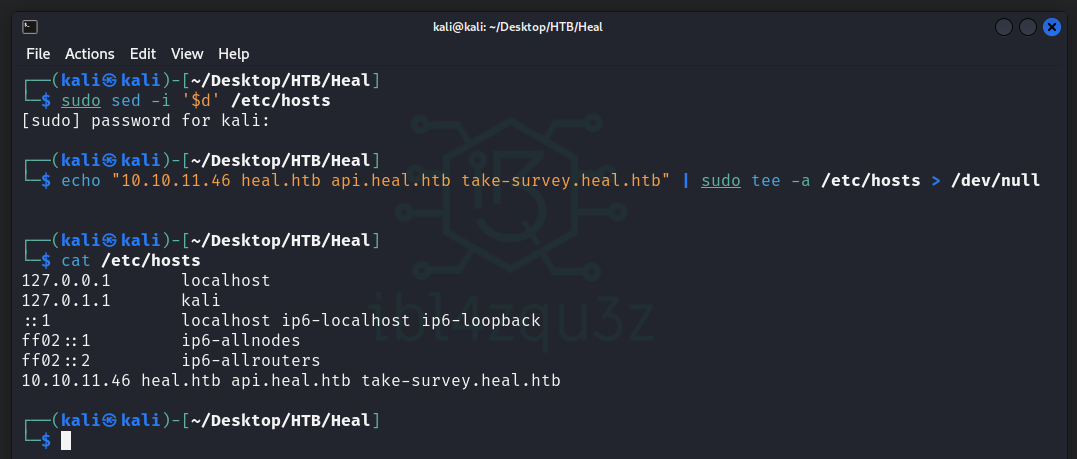 kali@kali: ~/Desktop/HTB/Heal
File Actions Edit View Help
┌──(kali㉿kali)-[~/Desktop/HTB/Heal]
└─$ sudo sed -i '$d' /etc/hosts
[sudo] password for kali:
┌──(kali㉿kali)-[~/Desktop/HTB/Heal]
└─$ echo "10.10.11.46 heal.htb api.heal.htb take-survey.heal.htb" | sudo tee -a /etc/hosts > /dev/null
┌──(kali㉿kali)-[~/Desktop/HTB/Heal]
└─$ cat /etc/hosts
127.0.0.1 localhost
127.0.1.1 kali
::1 localhost ip6-localhost ip6-loopback
ff02::1 ip6-allnodes
ff02::2 ip6-allrouters
10.10.11.46 heal.htb api.heal.htb take-survey.heal.htb
┌──(kali㉿kali)-[~/Desktop/HTB/Heal]
└─$
ibl4zqu3z